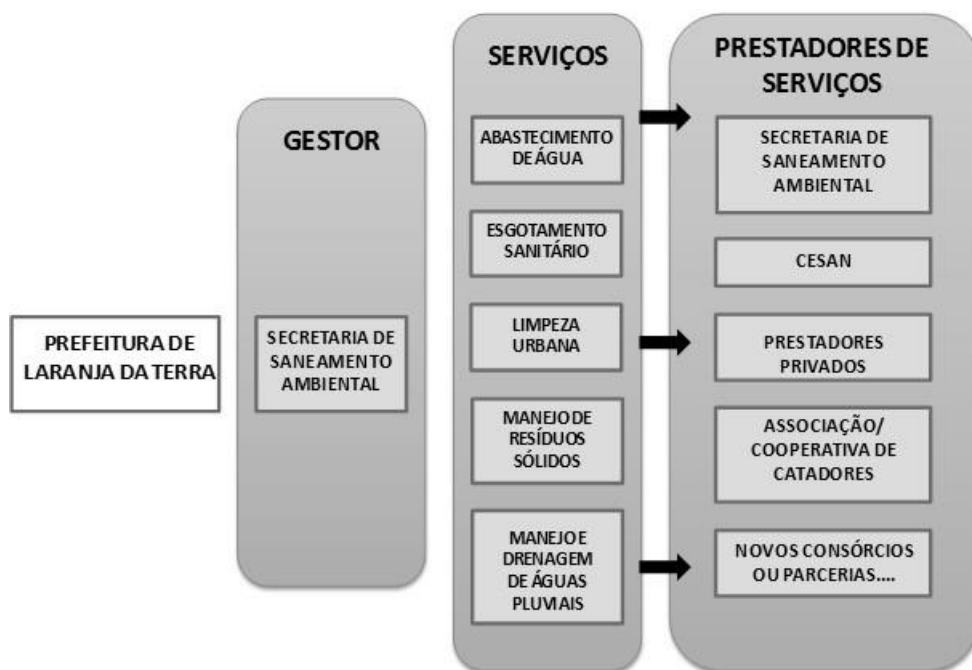 PREFEITURA DE
LARANJA DA TERRA
GESTOR
SECRETARIA DE
SANEAMENTO
AMBIENTAL
SERVIÇOS
ABASTECIMENTO
DE ÁGUA
ESGOTAMENTO
SANITÁRIO
LIMPEZA
URBANA
MANEJO DE
RESÍDUOS
SÓLIDOS
MANEJO E
DRENAGEM
DE ÁGUAS
PLUVIAIS
PRESTADORES DE
SERVIÇOS
SECRETARIA DE
SANEAMENTO
AMBIENTAL
CESAN
PRESTADORES
PRIVADOS
ASSOCIAÇÃO/
COOPERATIVA DE
CATADORES
NOVOS CONSÓRCIOS
OU PARCERIAS....